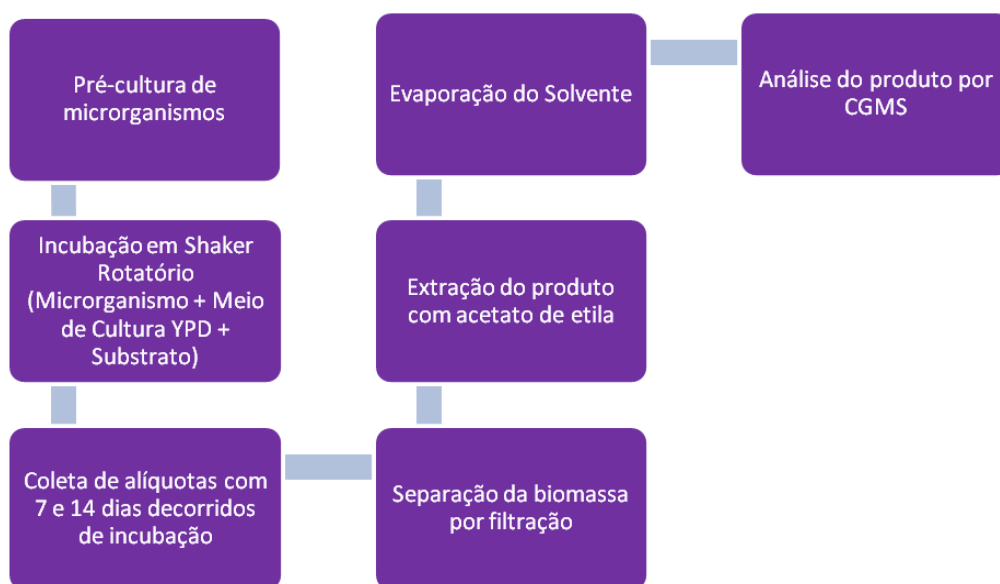 Pré-cultura de
microrganismos
Incubação em Shaker
Rotatório
(Microrganismo + Meio
de Cultura YPD +
Substrato)
Coleta de alíquotas com
7 e 14 dias decorridos
de incubação
Separação da biomassa
por filtração
Extração do produto
com acetato de etila
Evaporação do Solvente
Análise do produto por
CGMS